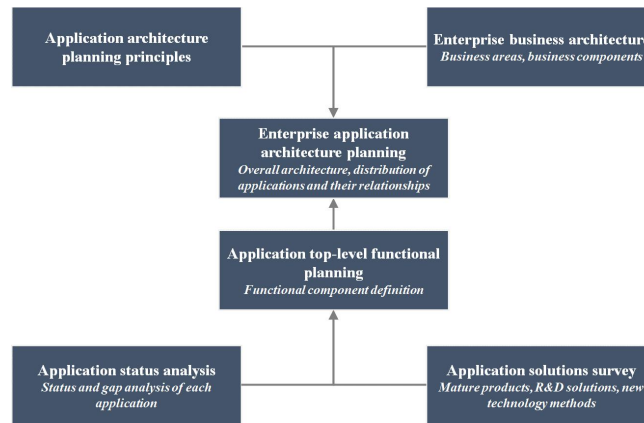 Application architecture
planning principles
Enterprise business architecture
Business areas, business components
Enterprise application
architecture planning
Overall architecture, distribution of
applications and their relationships
Application top-level functional
planning
Functional component definition
Application status analysis
Status and gap analysis of each
application
Application solutions survey
Mature products, R&D solutions, new
technology methods